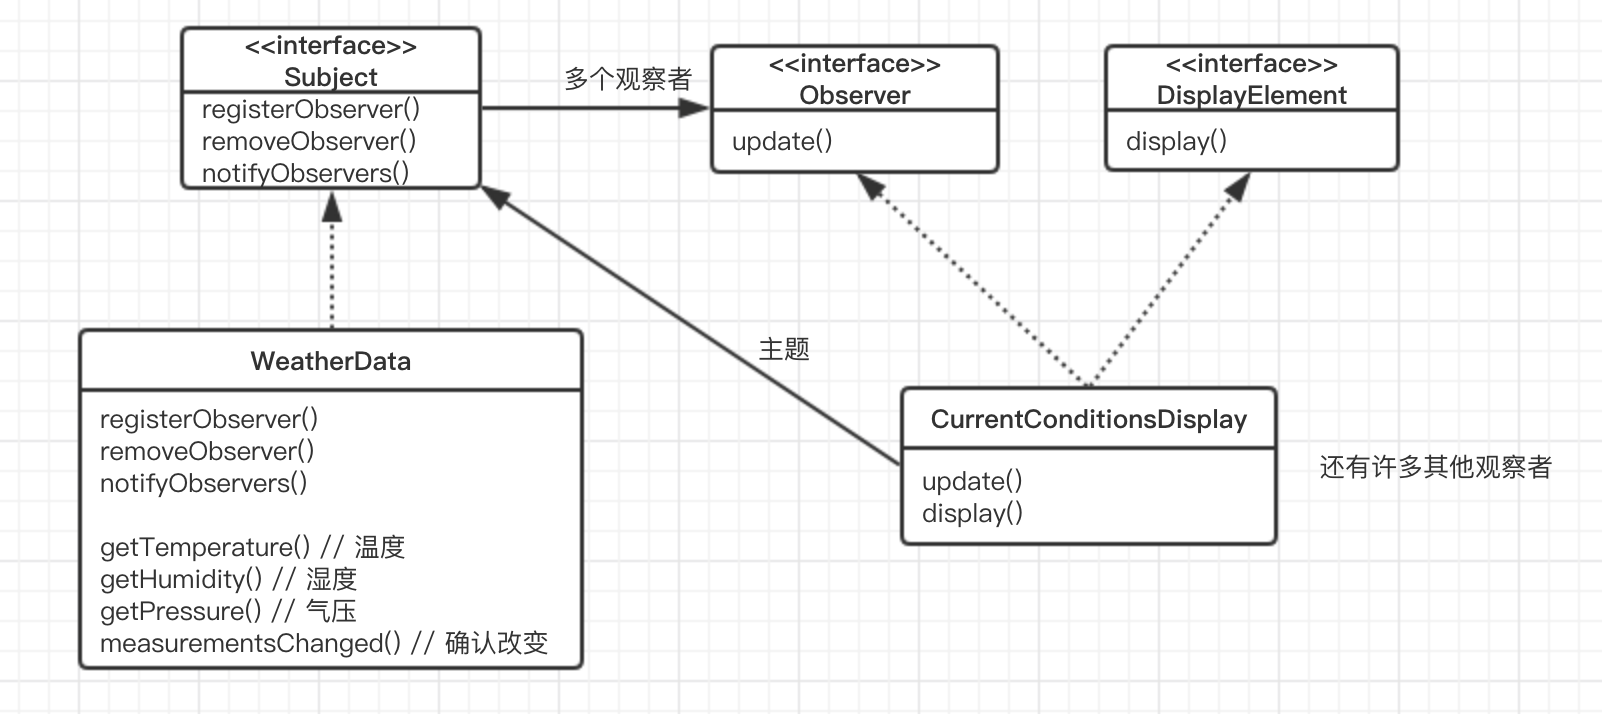 <<interface>>
Subject
registerObserver()
removeObserver()
notifyObservers()
多个观察者
<<interface>>
Observer
update()
<<interface>>
DisplayElement
display()
主题
WeatherData
registerObserver()
removeObserver()
notifyObservers()
getTemperature() // 温度
getHumidity() // 湿度
getPressure() // 气压
measurementsChanged() // 确认改变
CurrentConditionsDisplay
update()
display()
还有许多其他观察者